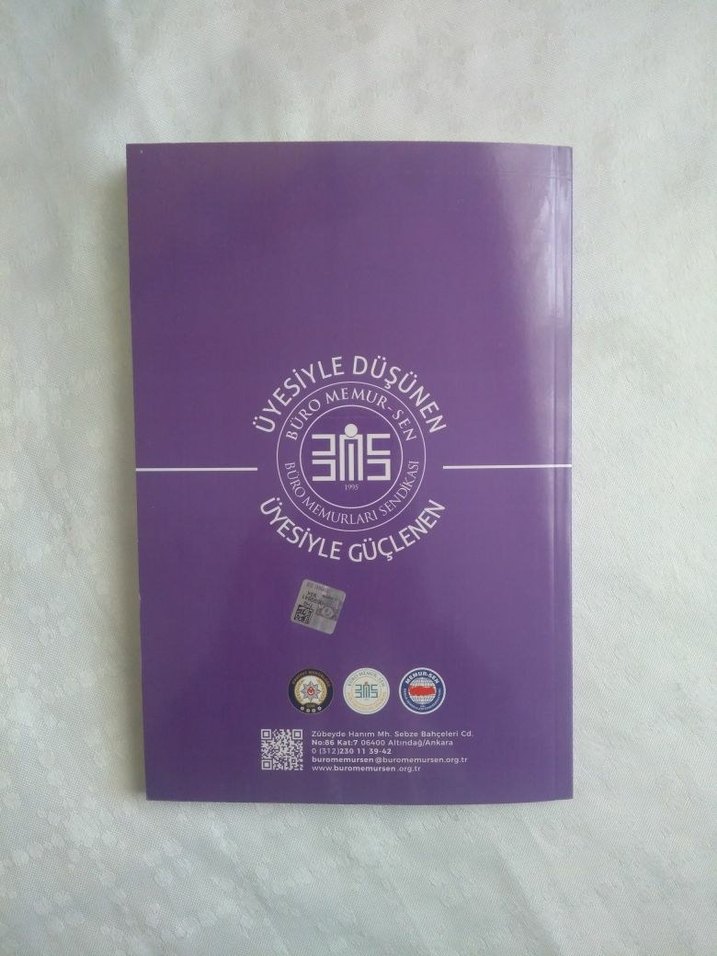 ÜYESİYLE DÜŞÜNEN
BÜRO MEMUR-SEN
1995
BÜRO MEMURLARI SENDİKASI
ÜYESİYLE GÜÇLENEN
MEMUR-SEN
Zübeyde Hanım Mh. Sebze Bahçeleri Cd.
No:86 Kat:7 06400 Altındağ/Ankara
0 (312)230 11 39-42
buromemursen@buromemursen.org.tr
www.buromemursen.org.tr